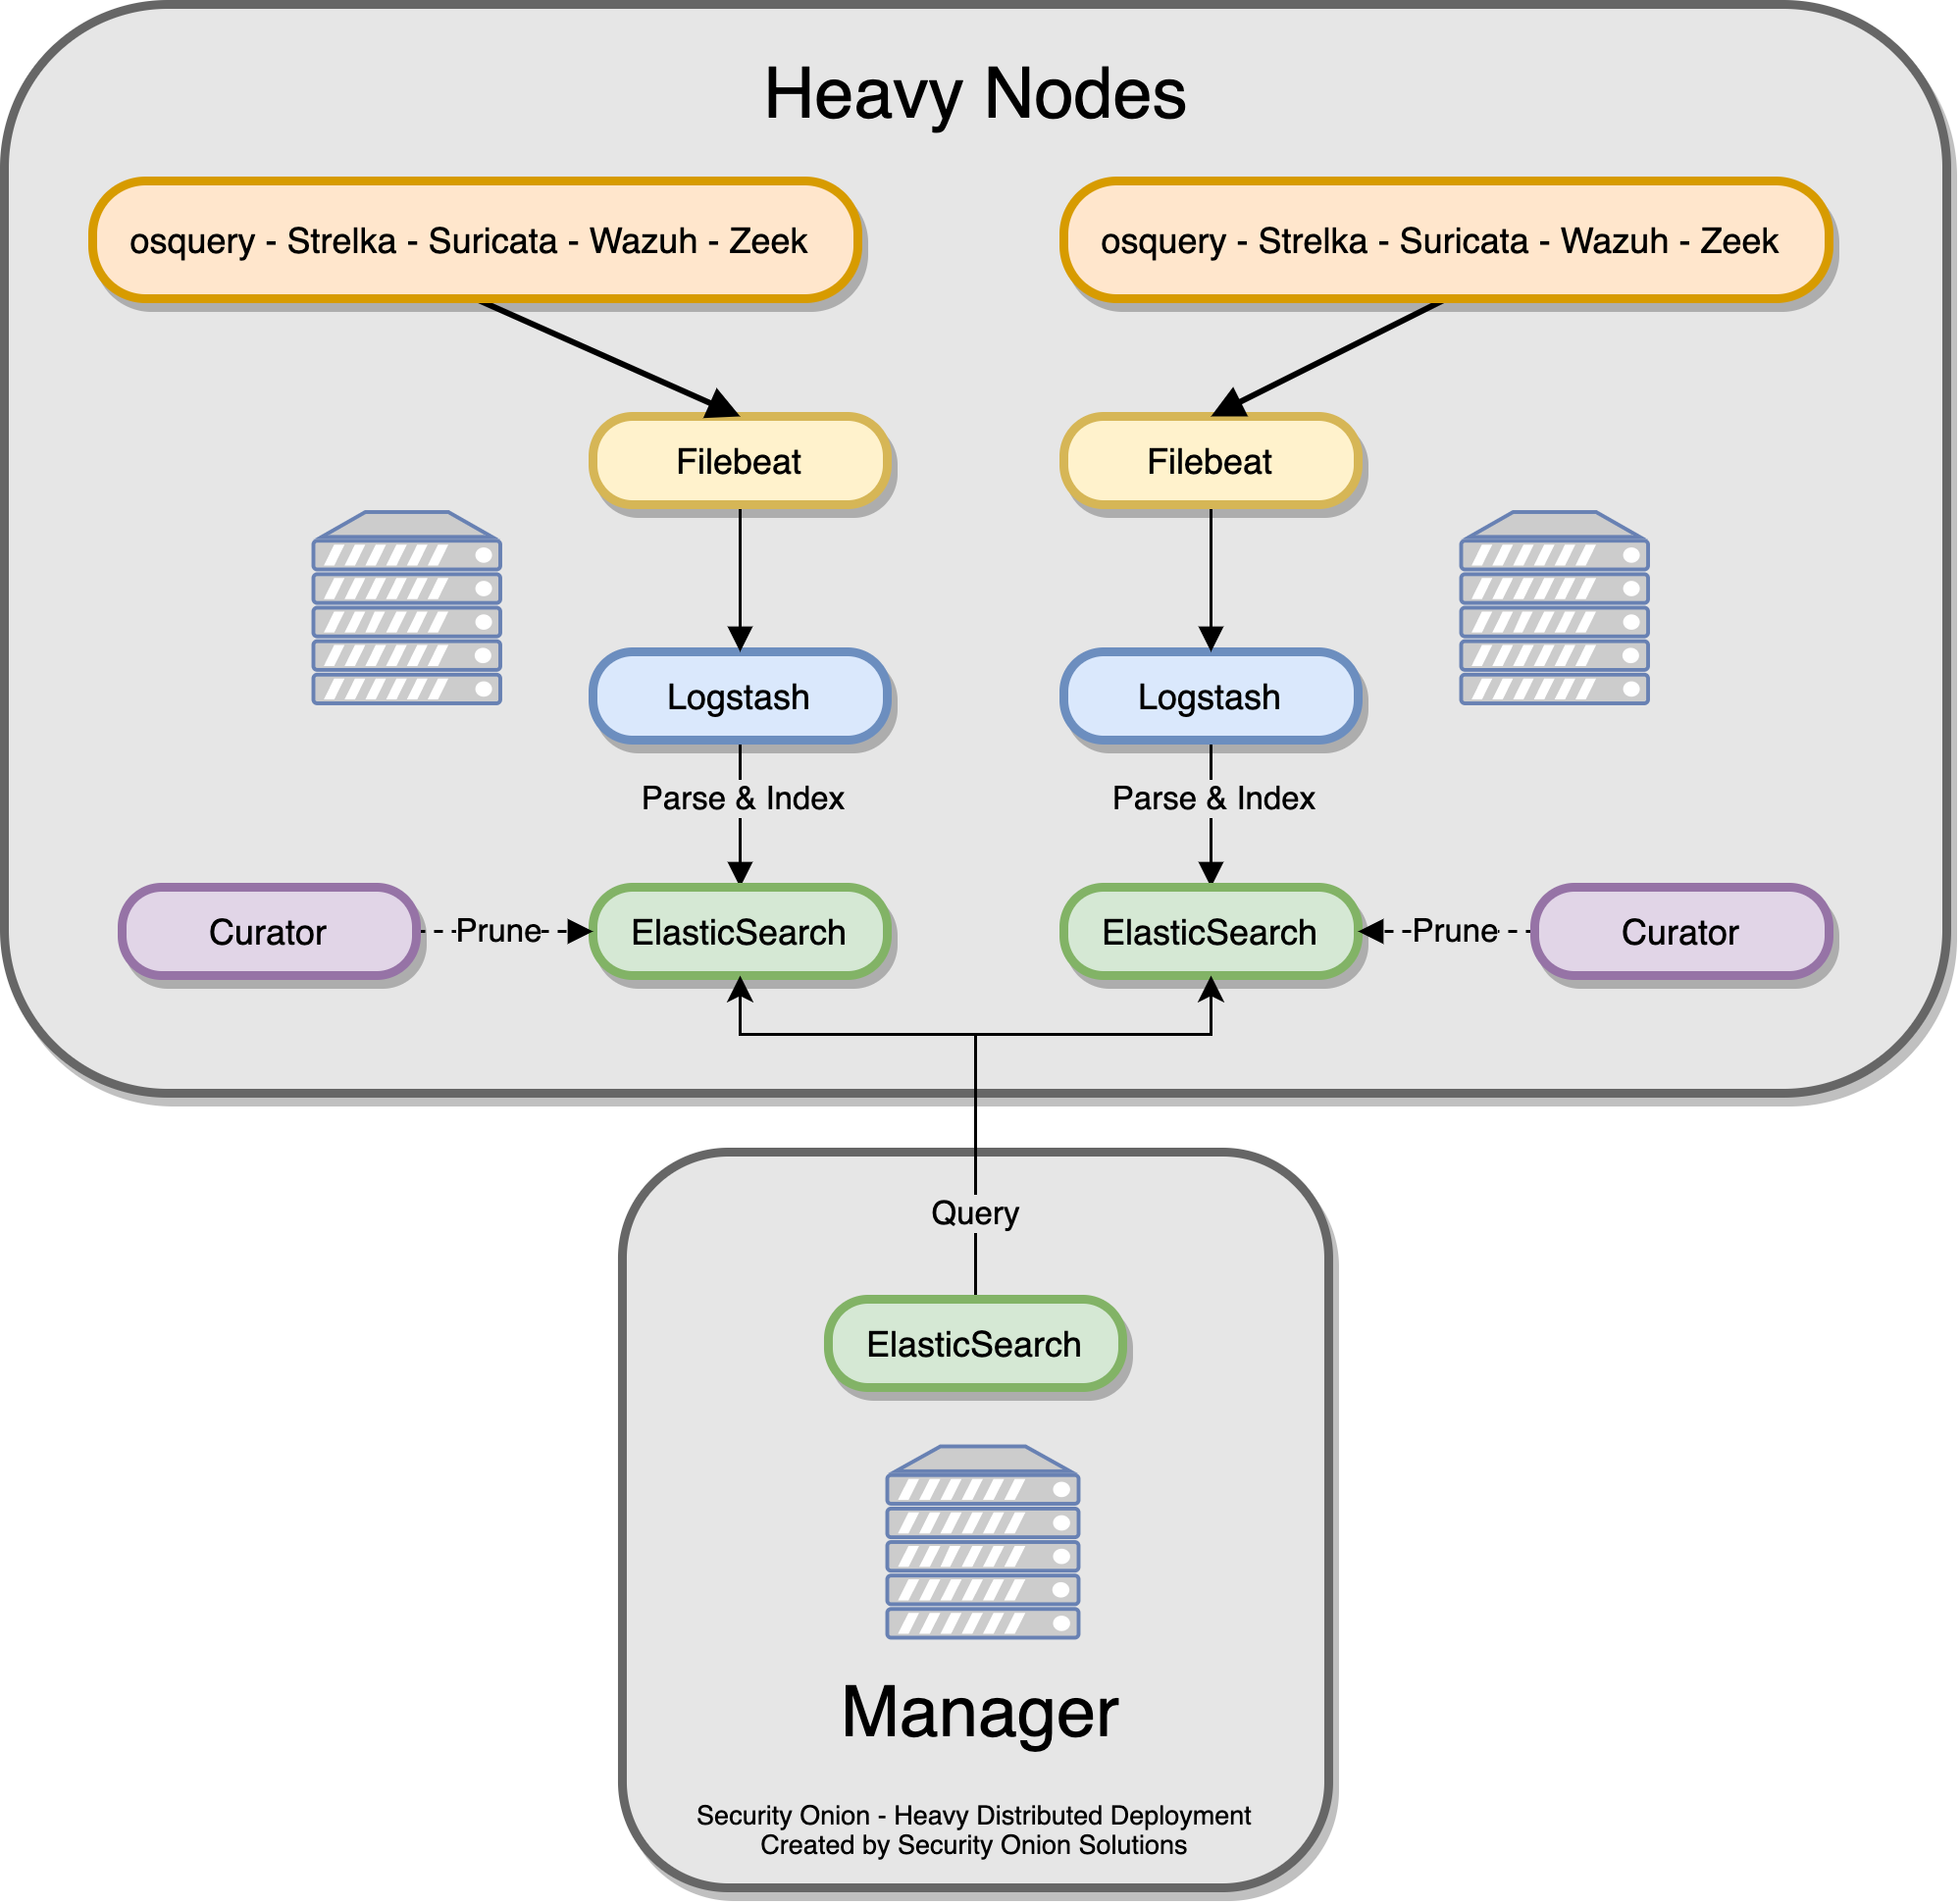 Heavy Nodes
osquery - Strelka - Suricata - Wazuh - Zeek
osquery - Strelka - Suricata - Wazuh - Zeek
Filebeat
Filebeat
Logstash
Logstash
Parse & Index
Parse & Index
Curator
Prune
ElasticSearch
ElasticSearch
Prune
Curator
Query
ElasticSearch
Manager
Security Onion - Heavy Distributed Deployment
Created by Security Onion Solutions